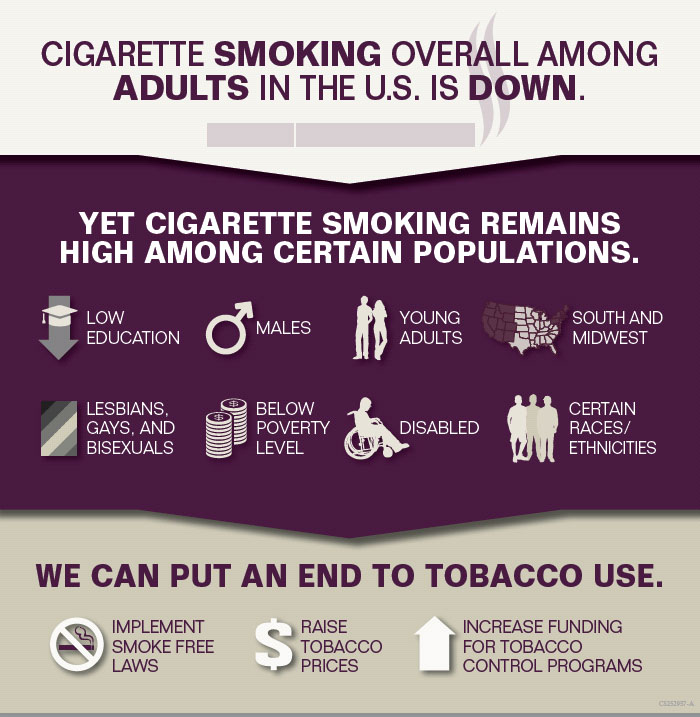 CIGARETTE SMOKING OVERALL AMONG
ADULTS IN THE U.S. IS DOWN.
YET CIGARETTE SMOKING REMAINS
HIGH AMONG CERTAIN POPULATIONS.
LOW
EDUCATION
MALES
YOUNG
ADULTS
SOUTH AND
MIDWEST
LESBIANS,
GAYS, AND
BISEXUALS
BELOW
POVERTY
LEVEL
DISABLED
CERTAIN
RACES/
ETHNICITIES
WE CAN PUT AN END TO TOBACCO USE.
IMPLEMENT
SMOKE FREE
LAWS
$
RAISE
TOBACCO
PRICES
INCREASE FUNDING
FOR TOBACCO
CONTROL PROGRAMS
CS252957-A